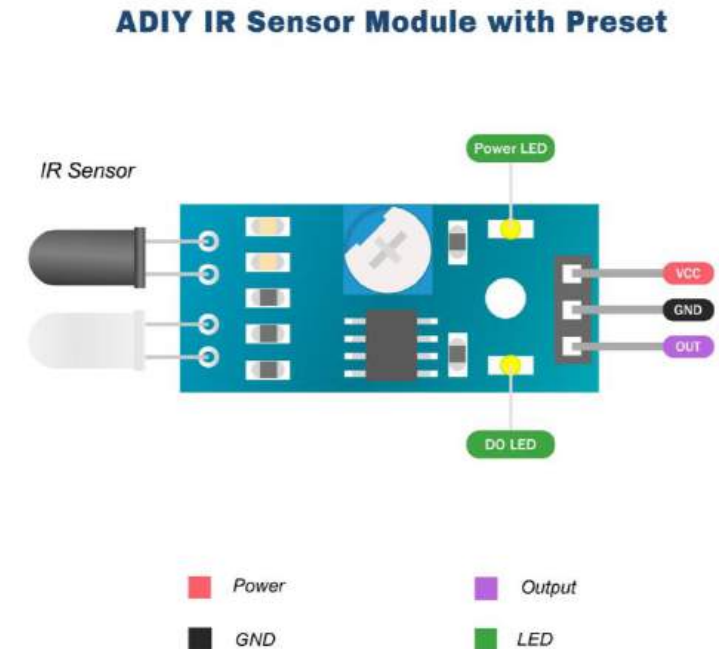 ADIY IR Sensor Module with Preset
Power LED
IR Sensor
VCC
GND
OUT
DO LED
Power
Output
GND
LED